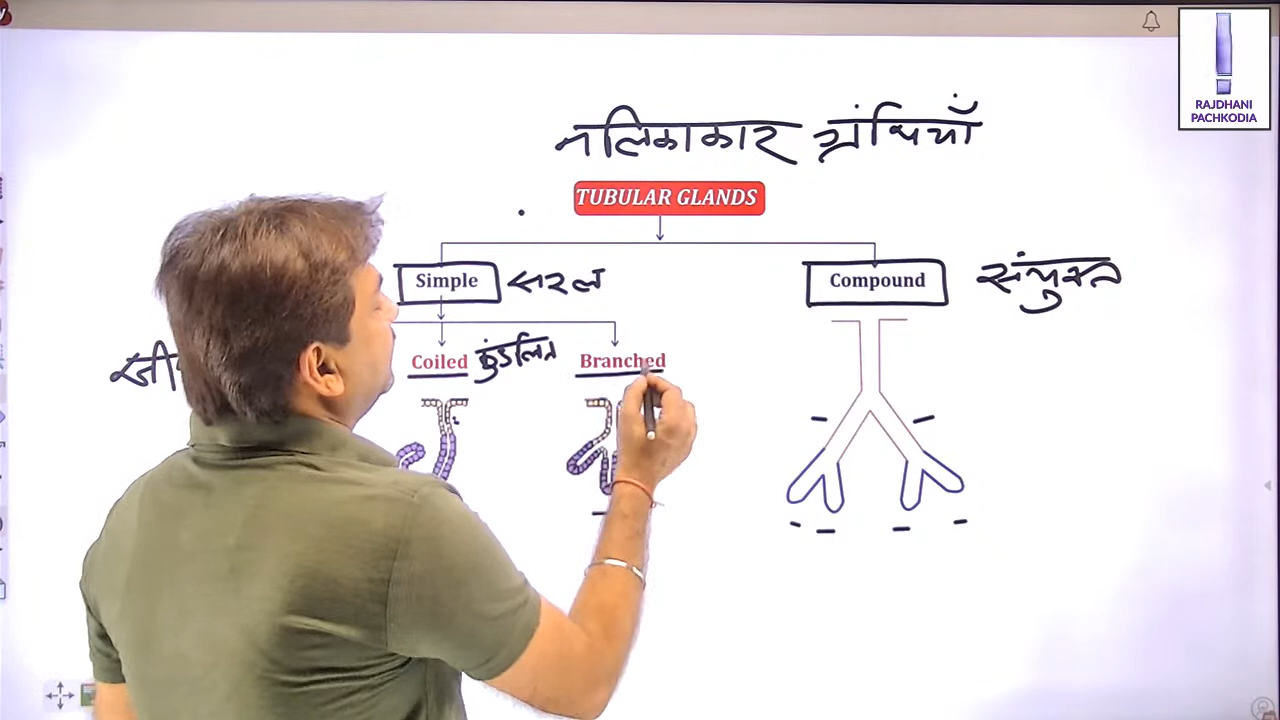 RAJDHANI
PACHKODIA
नलिकाकार ग्रंथियाँ
TUBULAR GLANDS
Simple सरल
Compound संयुक्त
Coiled कुंडलित
Branched